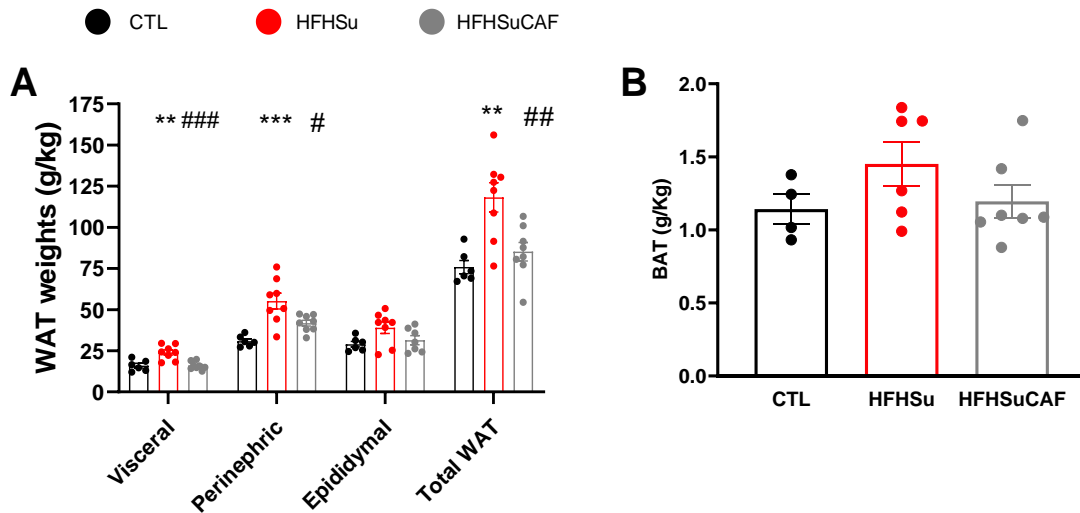 CTL HFHSu HFHSuCAF
A
WAT weights (g/kg)
175
150
125
100
75
50
25
0
** ### *** # ** ##
Visceral Perinephric Epididymal Total WAT
B
BAT (g/Kg)
2.0
1.5
1.0
0.5
0.0
CTL HFHSu HFHSuCAF